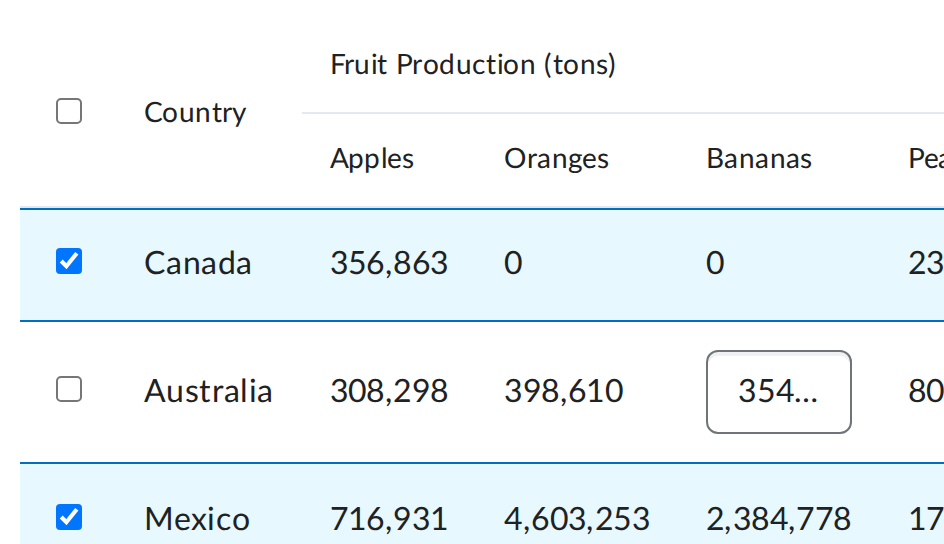 Fruit Production (tons)
Country
Apples Oranges Bananas Pea
Canada 356,863 0 0 23
Australia 308,298 398,610 354... 80
Mexico 716,931 4,603,253 2,384,778 17